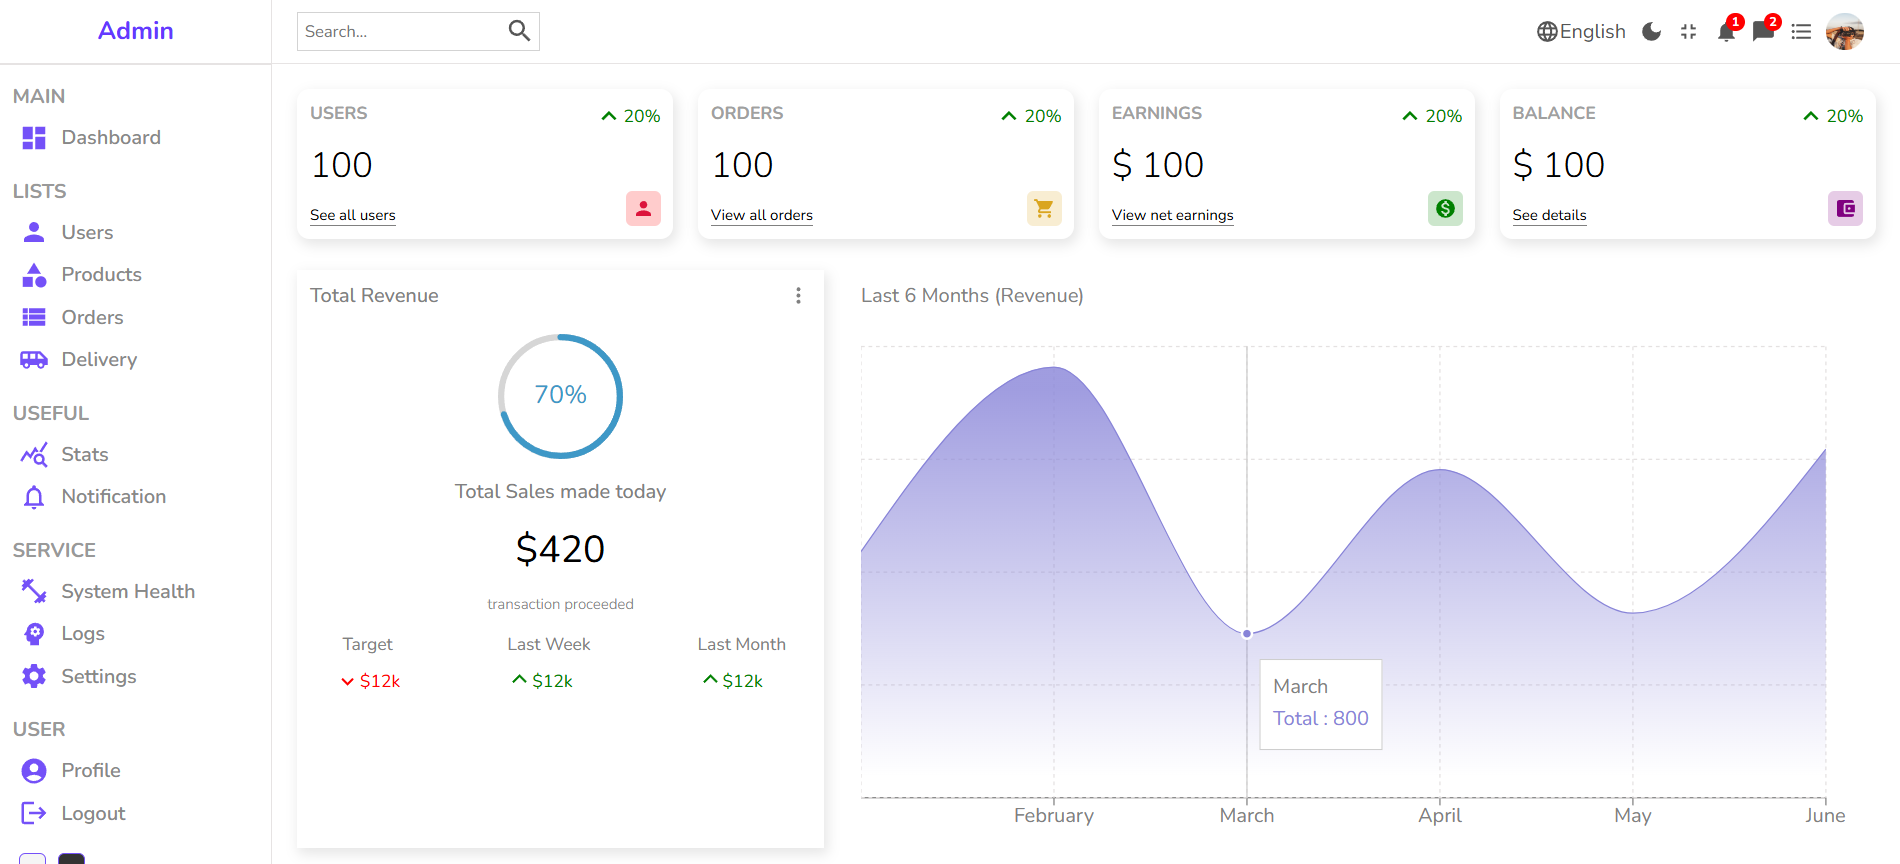 Admin
Search...
English
1
2
MAIN
Dashboard
LISTS
Users
Products
Orders
Delivery
USEFUL
Stats
Notification
SERVICE
System Health
Logs
Settings
USER
Profile
Logout
USERS
20%
100
See all users
ORDERS
20%
100
View all orders
EARNINGS
20%
$ 100
View net earnings
BALANCE
20%
$ 100
See details
Total Revenue
70%
Total Sales made today
$420
transaction proceeded
Target
$12k
Last Week
$12k
Last Month
$12k
Last 6 Months (Revenue)
March
Total : 800
February
March
April
May
June